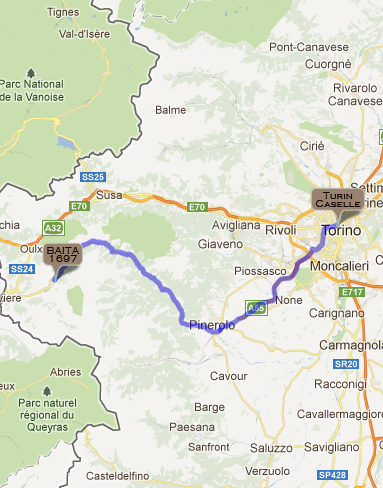 Tignes
Val-d'Isère
Pont-Canavese
Cuorgnè
Parc National
de la Vanoise
Rivarolo
Canavese
Balme
Ciriè
SS25
Susa
E70
E70
A32
Oulx
SS24
BAITA
1697
Avigliana
Rivoli
Giaveno
Turin
Caselle
Settim
Torino
Moncalieri
Piossasco
None
A55
E717
Carignano
Pinerolo
Carmagnola
SR20
Racconigi
Cavour
Abries
Parc naturel
régional du
Queyras
Barge
Paesana
Sanfront
Cavallermaggiore
Saluzzo
Savigliano
Casteldelfino
Verzuolo
SP428